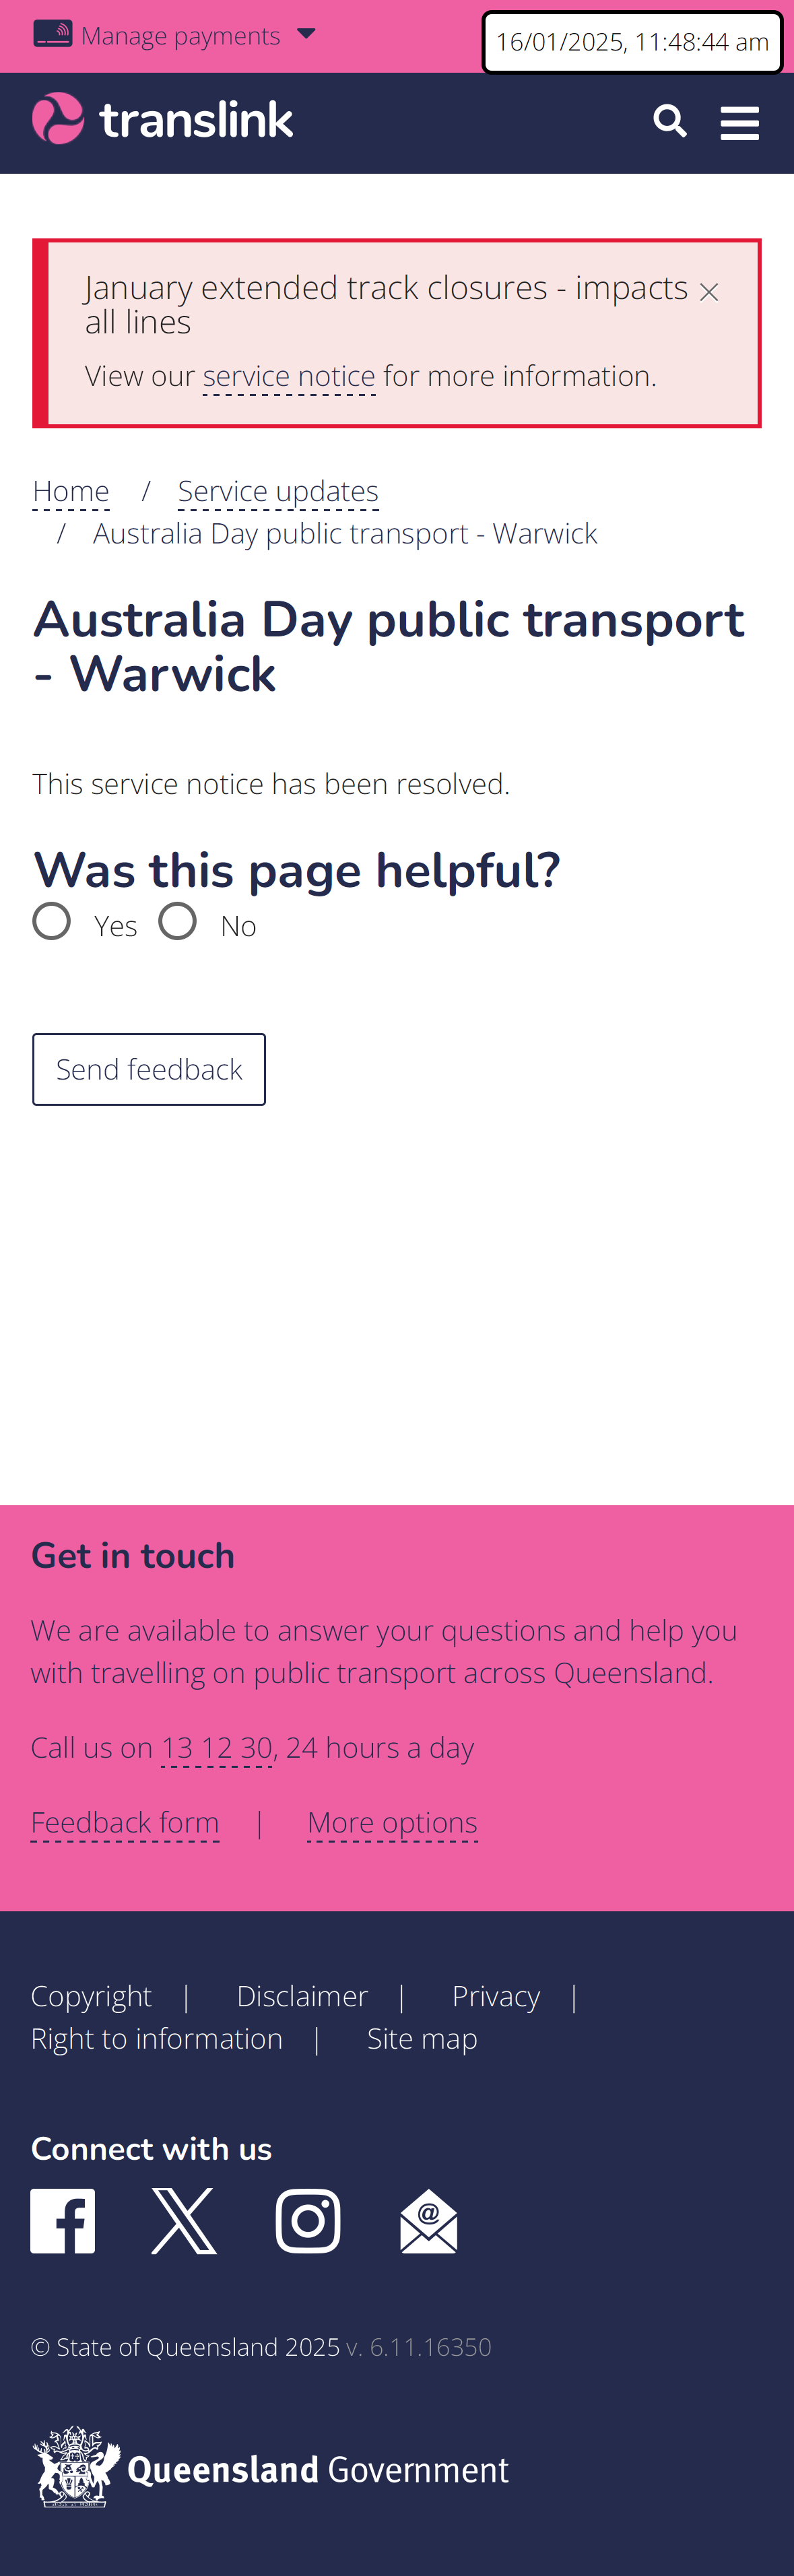 Manage payments
16/01/2025, 11:48:44 am
translink
January extended track closures - impacts
all lines
View our service notice for more information.
Home / Service updates
/ Australia Day public transport - Warwick
Australia Day public transport
- Warwick
This service notice has been resolved.
Was this page helpful?
Yes No
Send feedback
Get in touch
We are available to answer your questions and help you
with travelling on public transport across Queensland.
Call us on 13 12 30, 24 hours a day
Feedback form | More options
Copyright | Disclaimer | Privacy |
Right to information | Site map
Connect with us
© State of Queensland 2025 v. 6.11.16350
Queensland Government